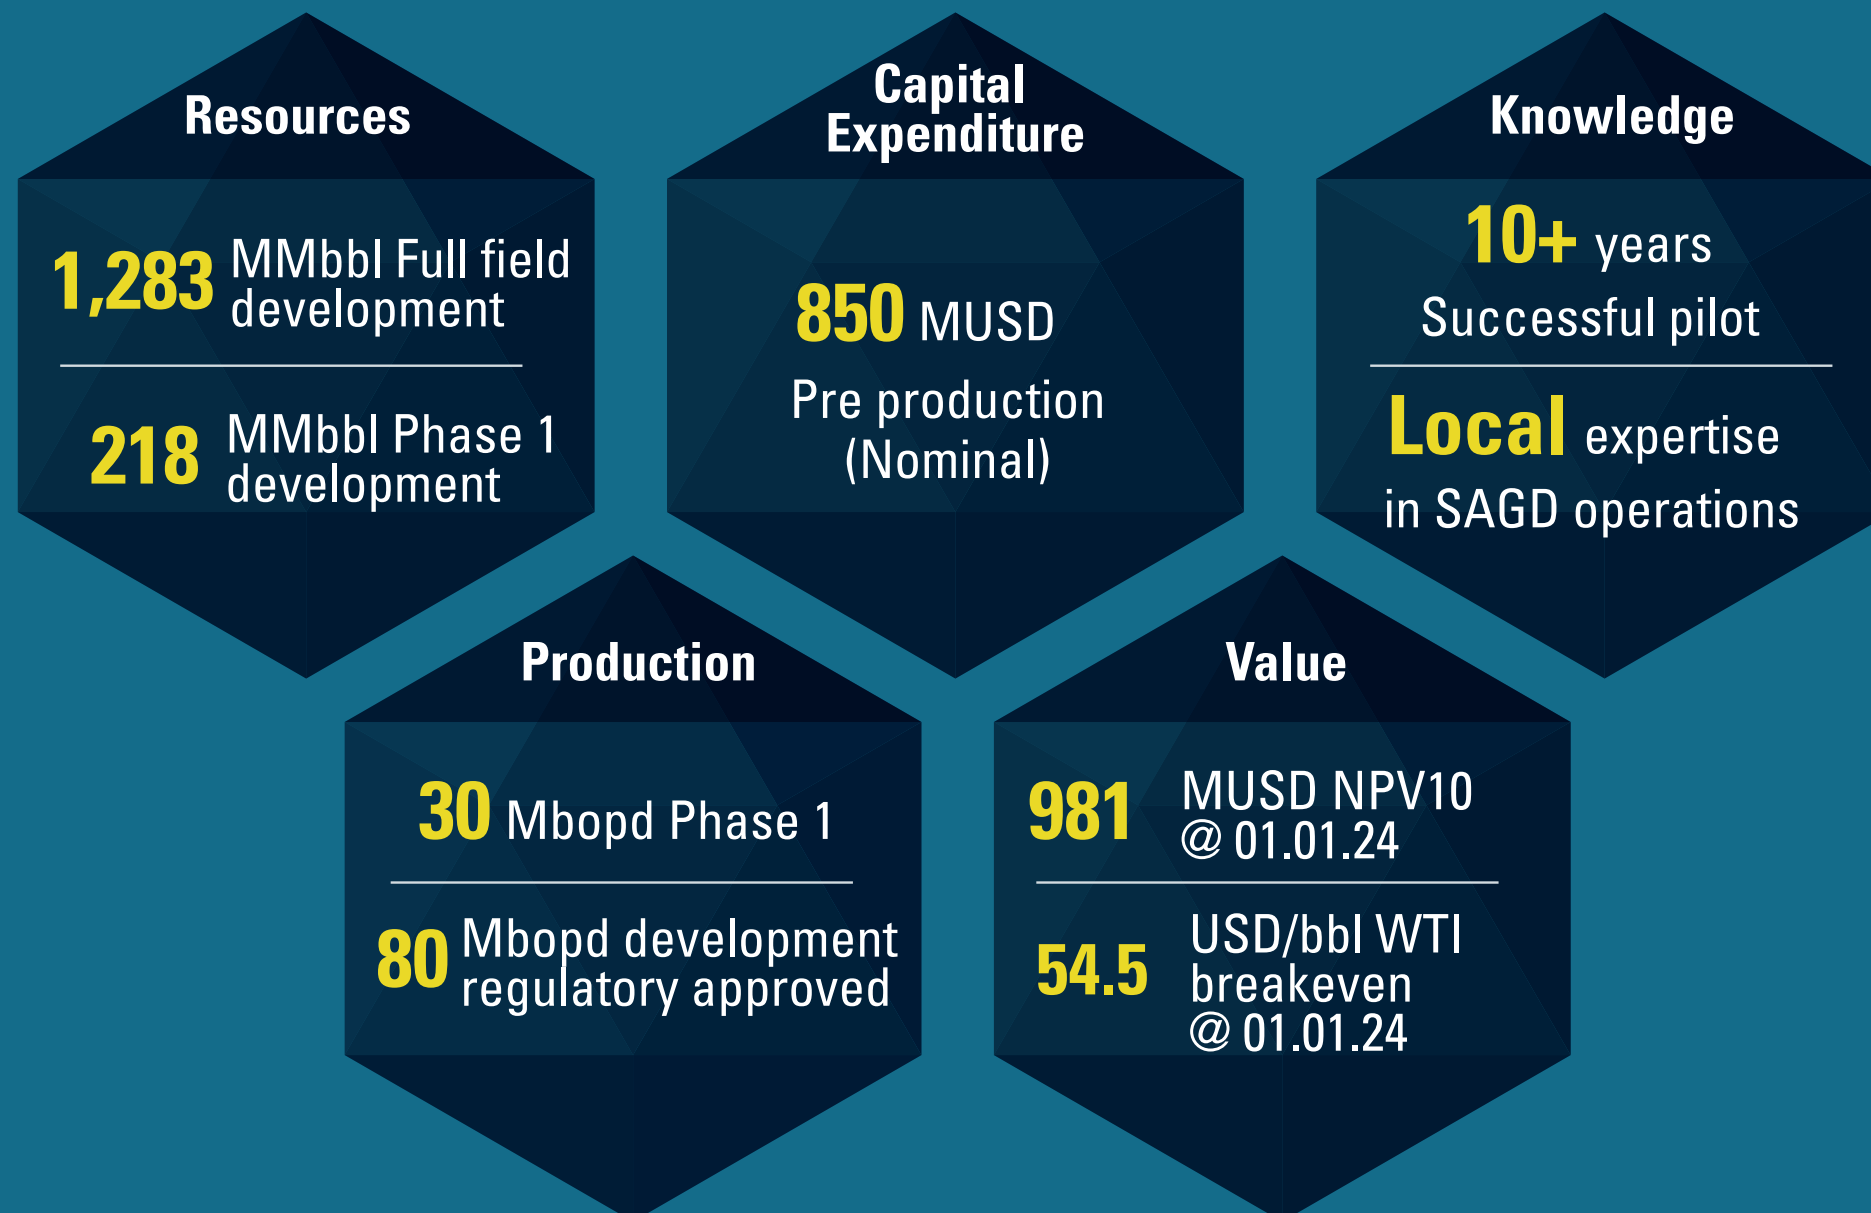 Resources
1,283 MMbbl Full field
development
218 MMbbl Phase 1
development
Capital
Expenditure
850 MUSD
Pre production
(Nominal)
Knowledge
10+ years
Successful pilot
Local expertise
in SAGD operations
Production
30 Mbopd Phase 1
80 Mbopd development
regulatory approved
Value
981 MUSD NPV10
@ 01.01.24
54.5 USD/bbl WTI
breakeven
@ 01.01.24